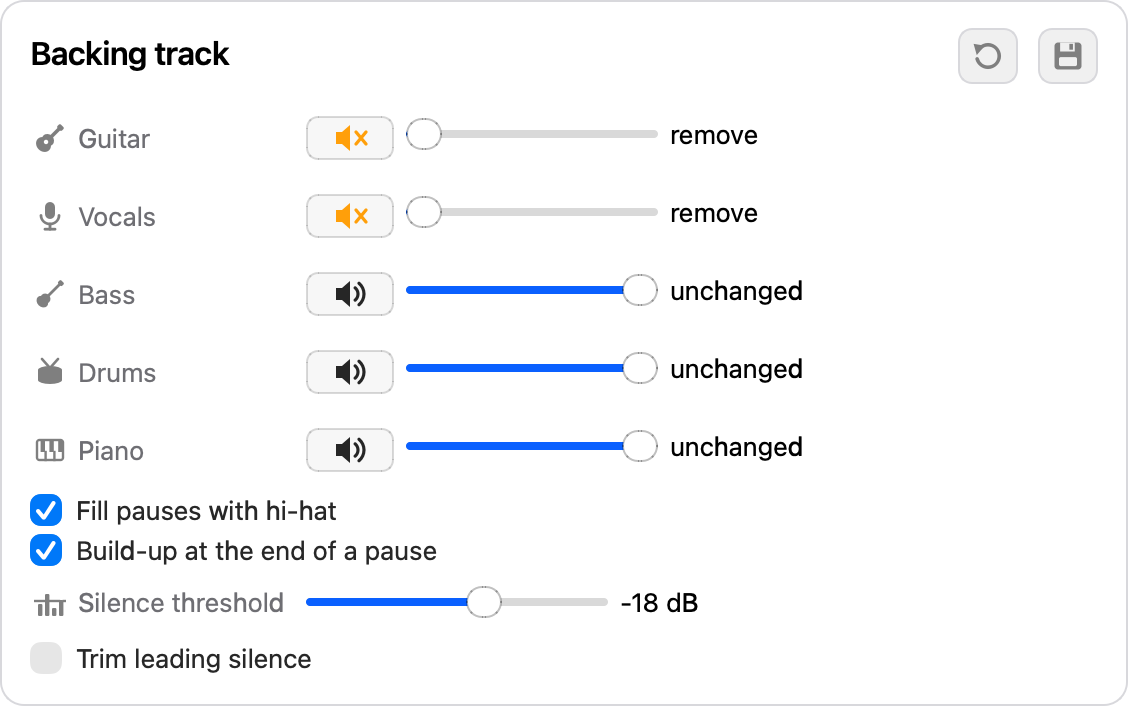 Backing track
Guitar remove
Vocals remove
Bass unchanged
Drums unchanged
Piano unchanged
Fill pauses with hi-hat
Build-up at the end of a pause
Silence threshold -18 dB
Trim leading silence